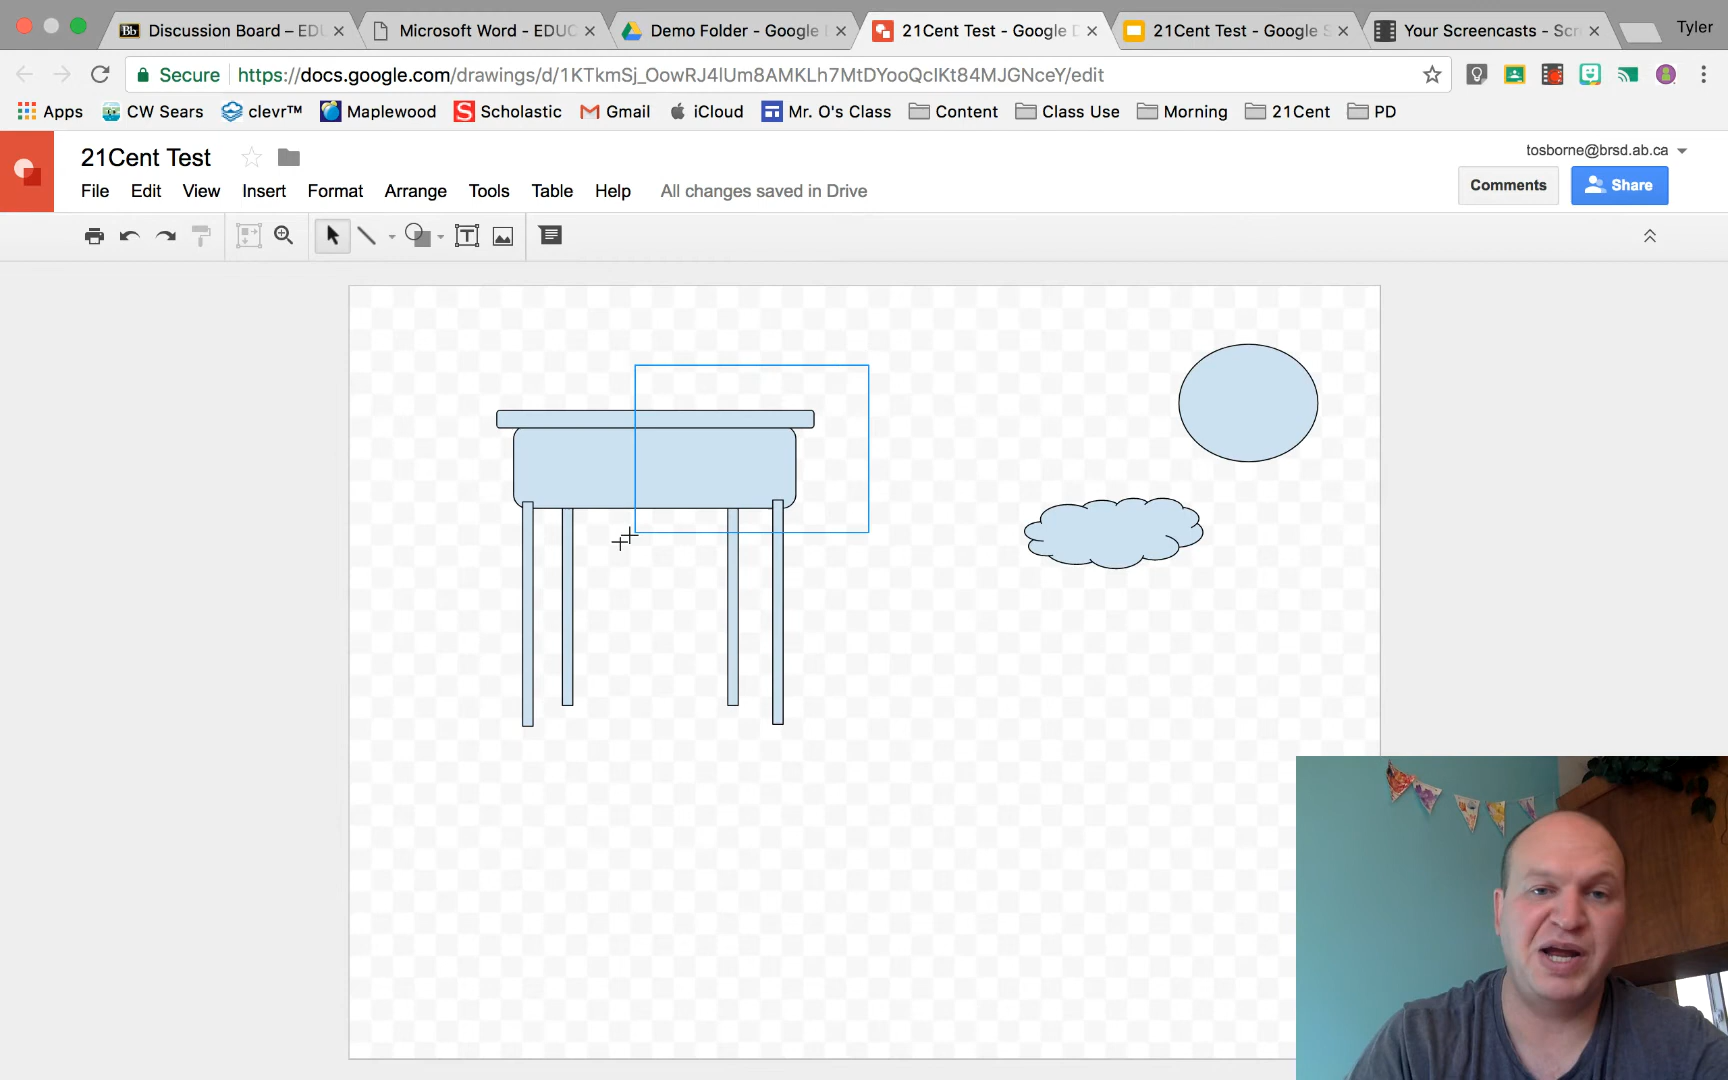 Bb Discussion Board – EDU
Microsoft Word - EDUC
Demo Folder - Google
21Cent Test - Google D
21Cent Test - Google S
Your Screencasts - Scr
Tyler
Secure
https://docs.google.com/drawings/d/1KTkmSj_OowRJ4lUm8AMKLh7MtDYooQcIKt84MJGNceY/edit
Apps
CW Sears
clevr™
Maplewood
S Scholastic
Gmail
iCloud
Mr. O's Class
Content
Class Use
Morning
21Cent
PD
21Cent Test
tosborne@brsd.ab.ca
File Edit View Insert Format Arrange Tools Table Help All changes saved in Drive
Comments
Share